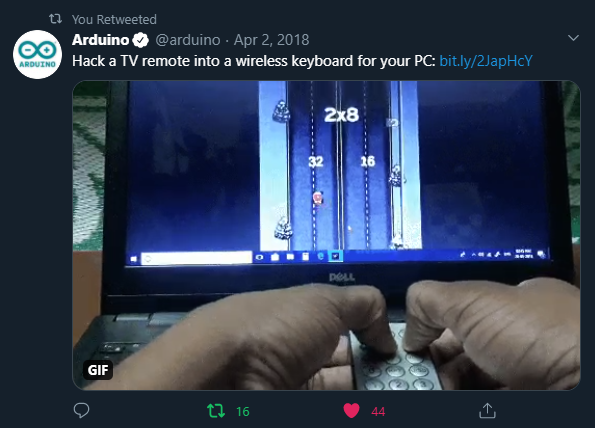 You Retweeted
Arduino @arduino · Apr 2, 2018
ARDUINO
Hack a TV remote into a wireless keyboard for your PC: bit.ly/2JapHcY
2x8
32 16
DELL
GIF
16 44